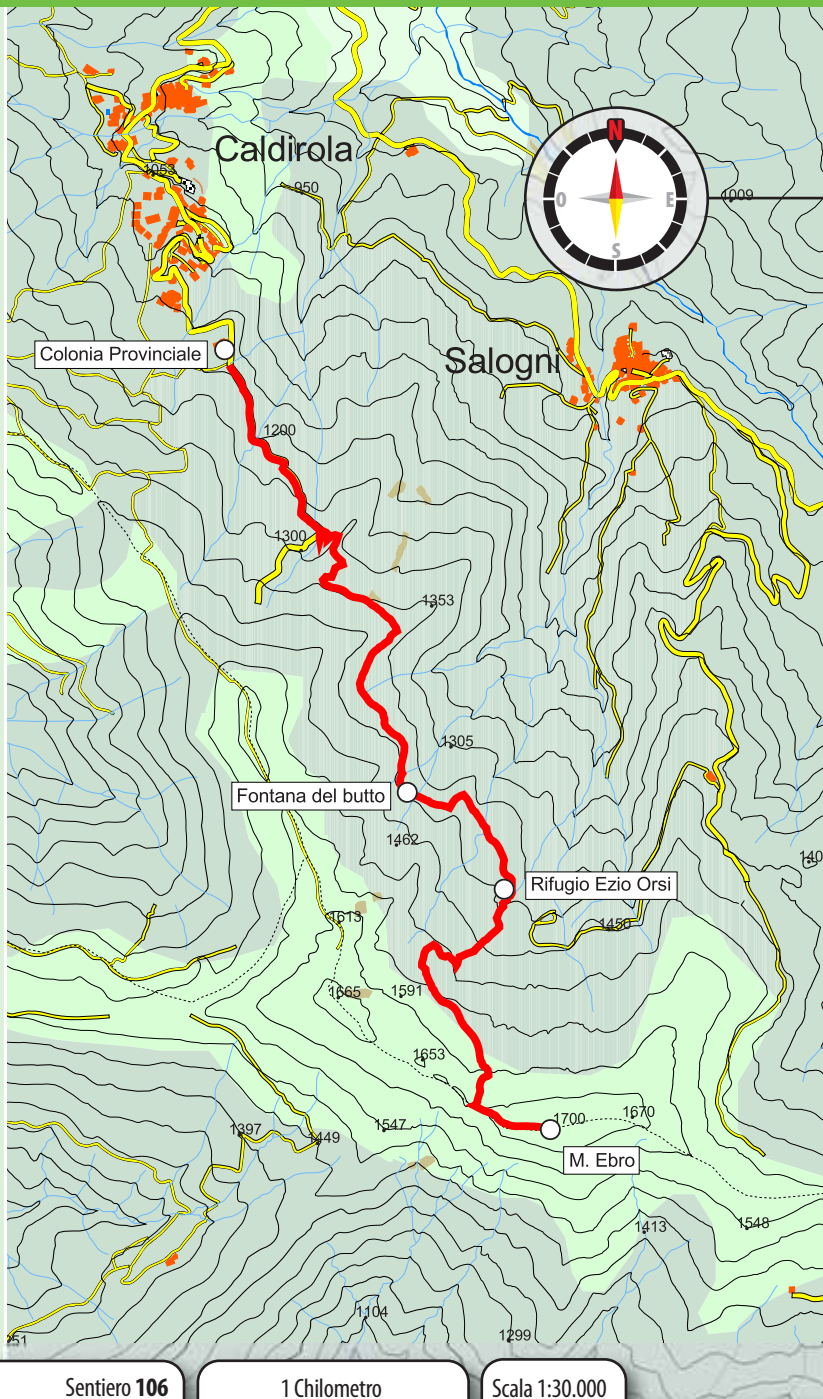 Caldirola
1053
950
N
O
E
S
1009
Colonia Provinciale
Salogni
1200
1300
1353
1305
Fontana del butto
1462
140
Rifugio Ezio Orsi
1613
1450
1665
1591
1653
1700
1670
1397
1449
1547
M. Ebro
1413
1548
1104
1299
Sentiero 106
1 Chilometro
Scala 1:30.000